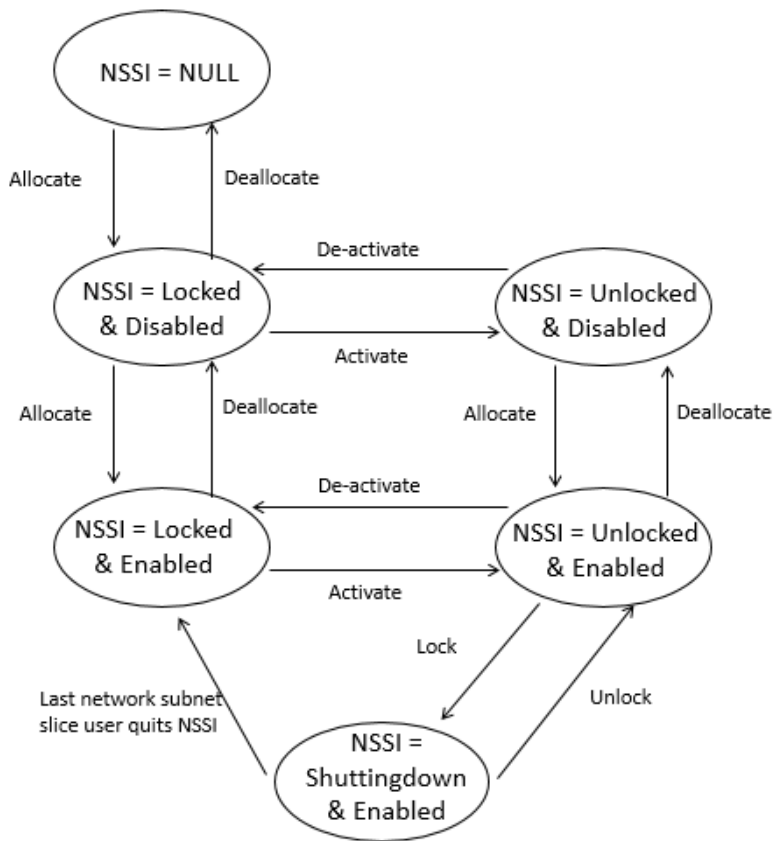 NSSI = NULL
Allocate
Deallocate
De-activate
NSSI = Locked
& Disabled
NSSI = Unlocked
& Disabled
Activate
Allocate
Deallocate
Allocate
Deallocate
De-activate
NSSI = Locked
& Enabled
NSSI = Unlocked
& Enabled
Activate
Lock
Last network subnet
slice user quits NSSI
Unlock
NSSI =
Shuttingdown
& Enabled